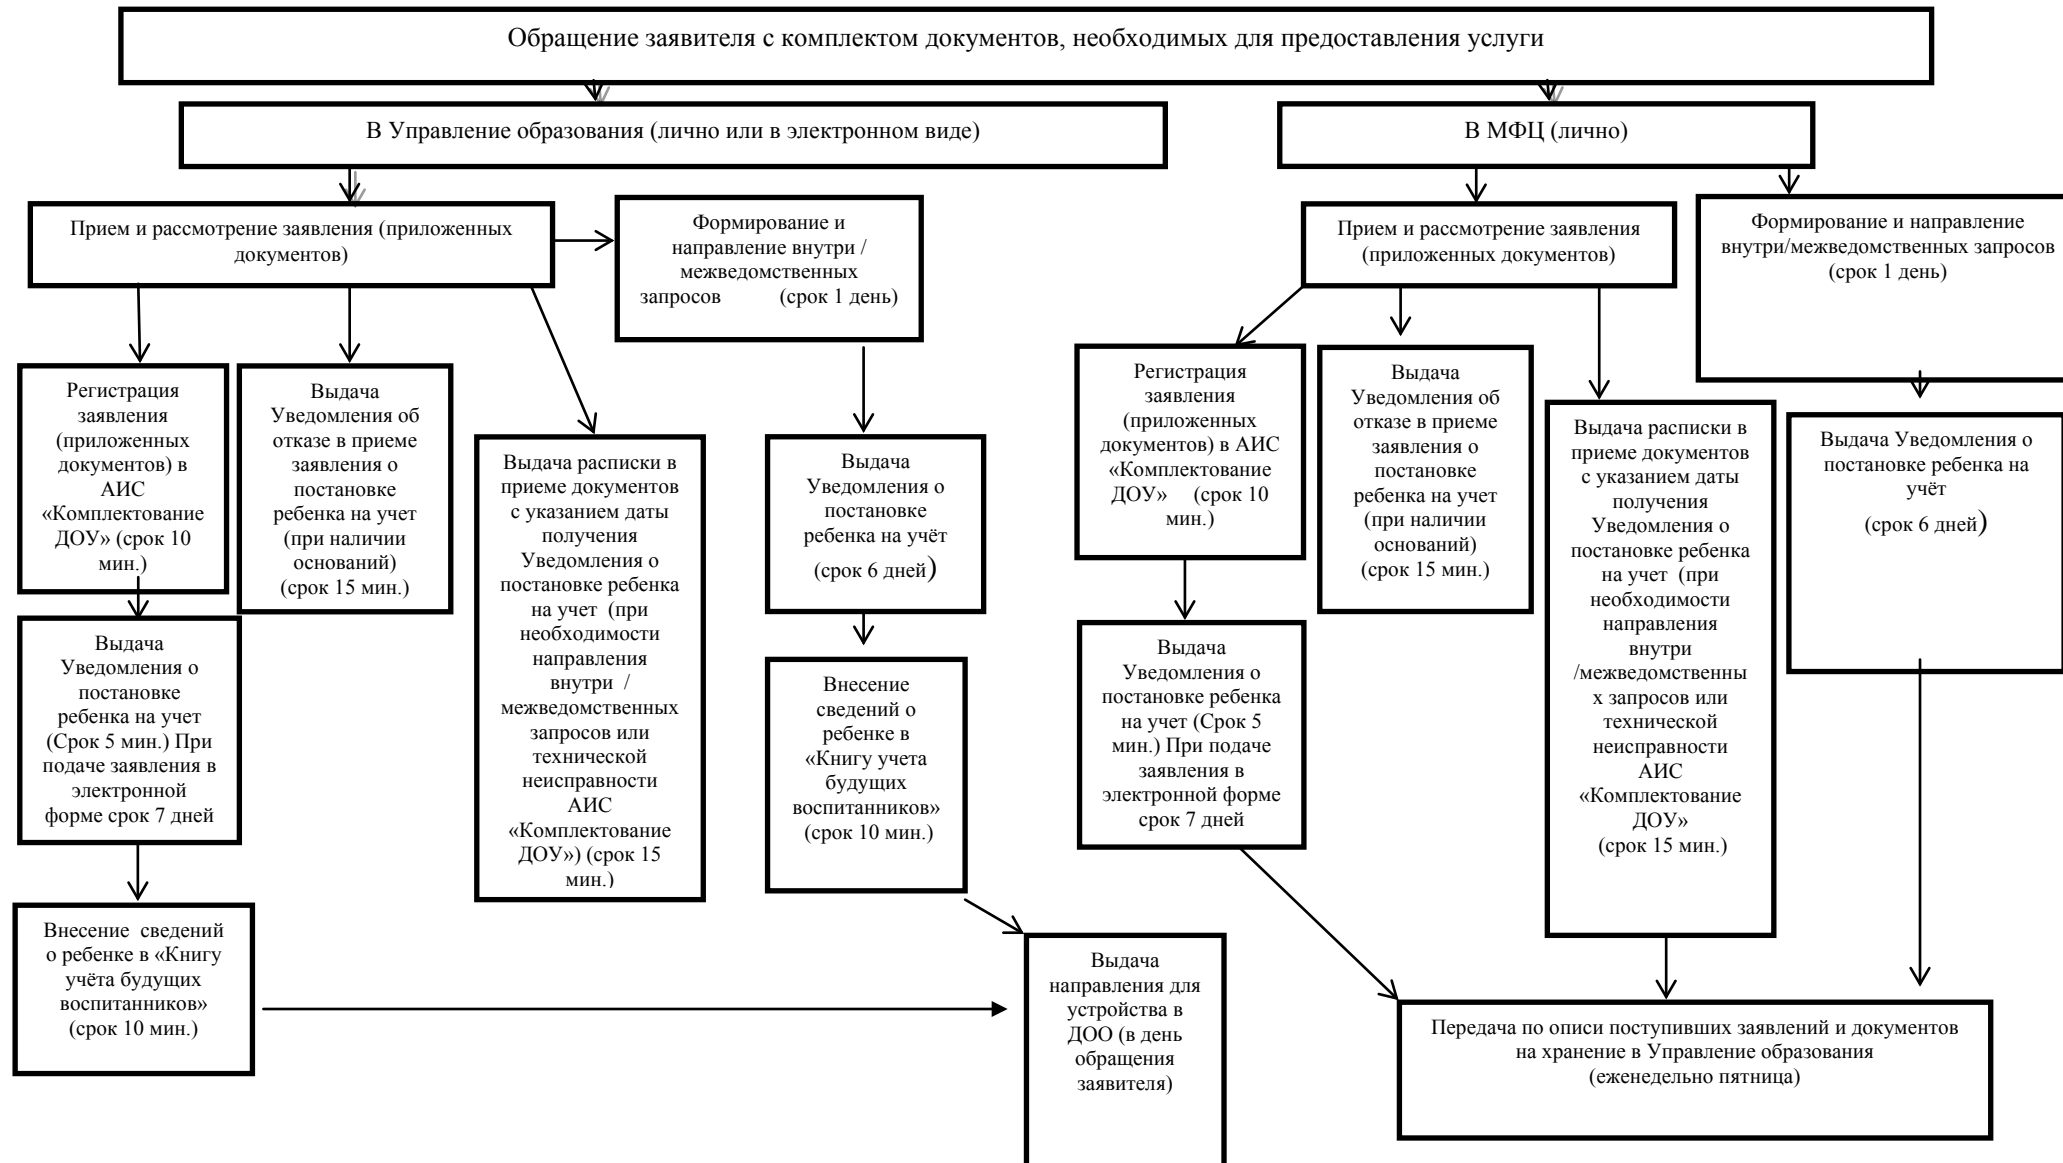 Обращение заявителя с комплектом документов, необходимых для предоставления услуги
В Управление образования (лично или в электронном виде)
В МФЦ (лично)
Прием и рассмотрение заявления (приложенных
документов)
Формирование и
направление внутри /
межведомственных
запросов (срок 1 день)
Прием и рассмотрение заявления
(приложенных документов)
Формирование и направление
внутри/межведомственных запросов
(срок 1 день)
Регистрация
заявления
(приложенных
документов) в
АИС
«Комплектование
ДОУ» (срок 10
мин.)
Выдача
Уведомления об
отказе в приеме
заявления о
постановке
ребенка на учет
(при наличии
оснований)
(срок 15 мин.)
Выдача расписки в
приеме документов
с указанием даты
получения
Уведомления о
постановке ребенка
на учет (при
необходимости
направления
внутри /
межведомственных
запросов или
технической
неисправности
АИС
«Комплектование
ДОУ») (срок 15
мин.)
Выдача
Уведомления о
постановке
ребенка на учёт
(срок 6 дней)
Регистрация
заявления
(приложенных
документов) в АИС
«Комплектование
ДОУ» (срок 10
мин.)
Выдача
Уведомления об
отказе в приеме
заявления о
постановке
ребенка на учет
(при наличии
оснований)
(срок 15 мин.)
Выдача расписки в
приеме документов
с указанием даты
получения
Уведомления о
постановке ребенка
на учет (при
необходимости
направления
внутри
/межведомственны
х запросов или
технической
неисправности
АИС
«Комплектование
ДОУ»
(срок 15 мин.)
Выдача Уведомления о
постановке ребенка на
учёт
(срок 6 дней)
Выдача
Уведомления о
постановке
ребенка на учет
(Срок 5 мин.) При
подаче заявления в
электронной
форме срок 7 дней
Внесение
сведений о
ребенке в
«Книгу учета
будущих
воспитанников»
(срок 10 мин.)
Выдача
Уведомления о
постановке ребенка
на учет (Срок 5
мин.) При подаче
заявления в
электронной форме
срок 7 дней
Внесение сведений
о ребенке в «Книгу
учёта будущих
воспитанников»
(срок 10 мин.)
Выдача
направления для
устройства в
ДОО (в день
обращения
заявителя)
Передача по описи поступивших заявлений и документов
на хранение в Управление образования
(еженедельно пятница)